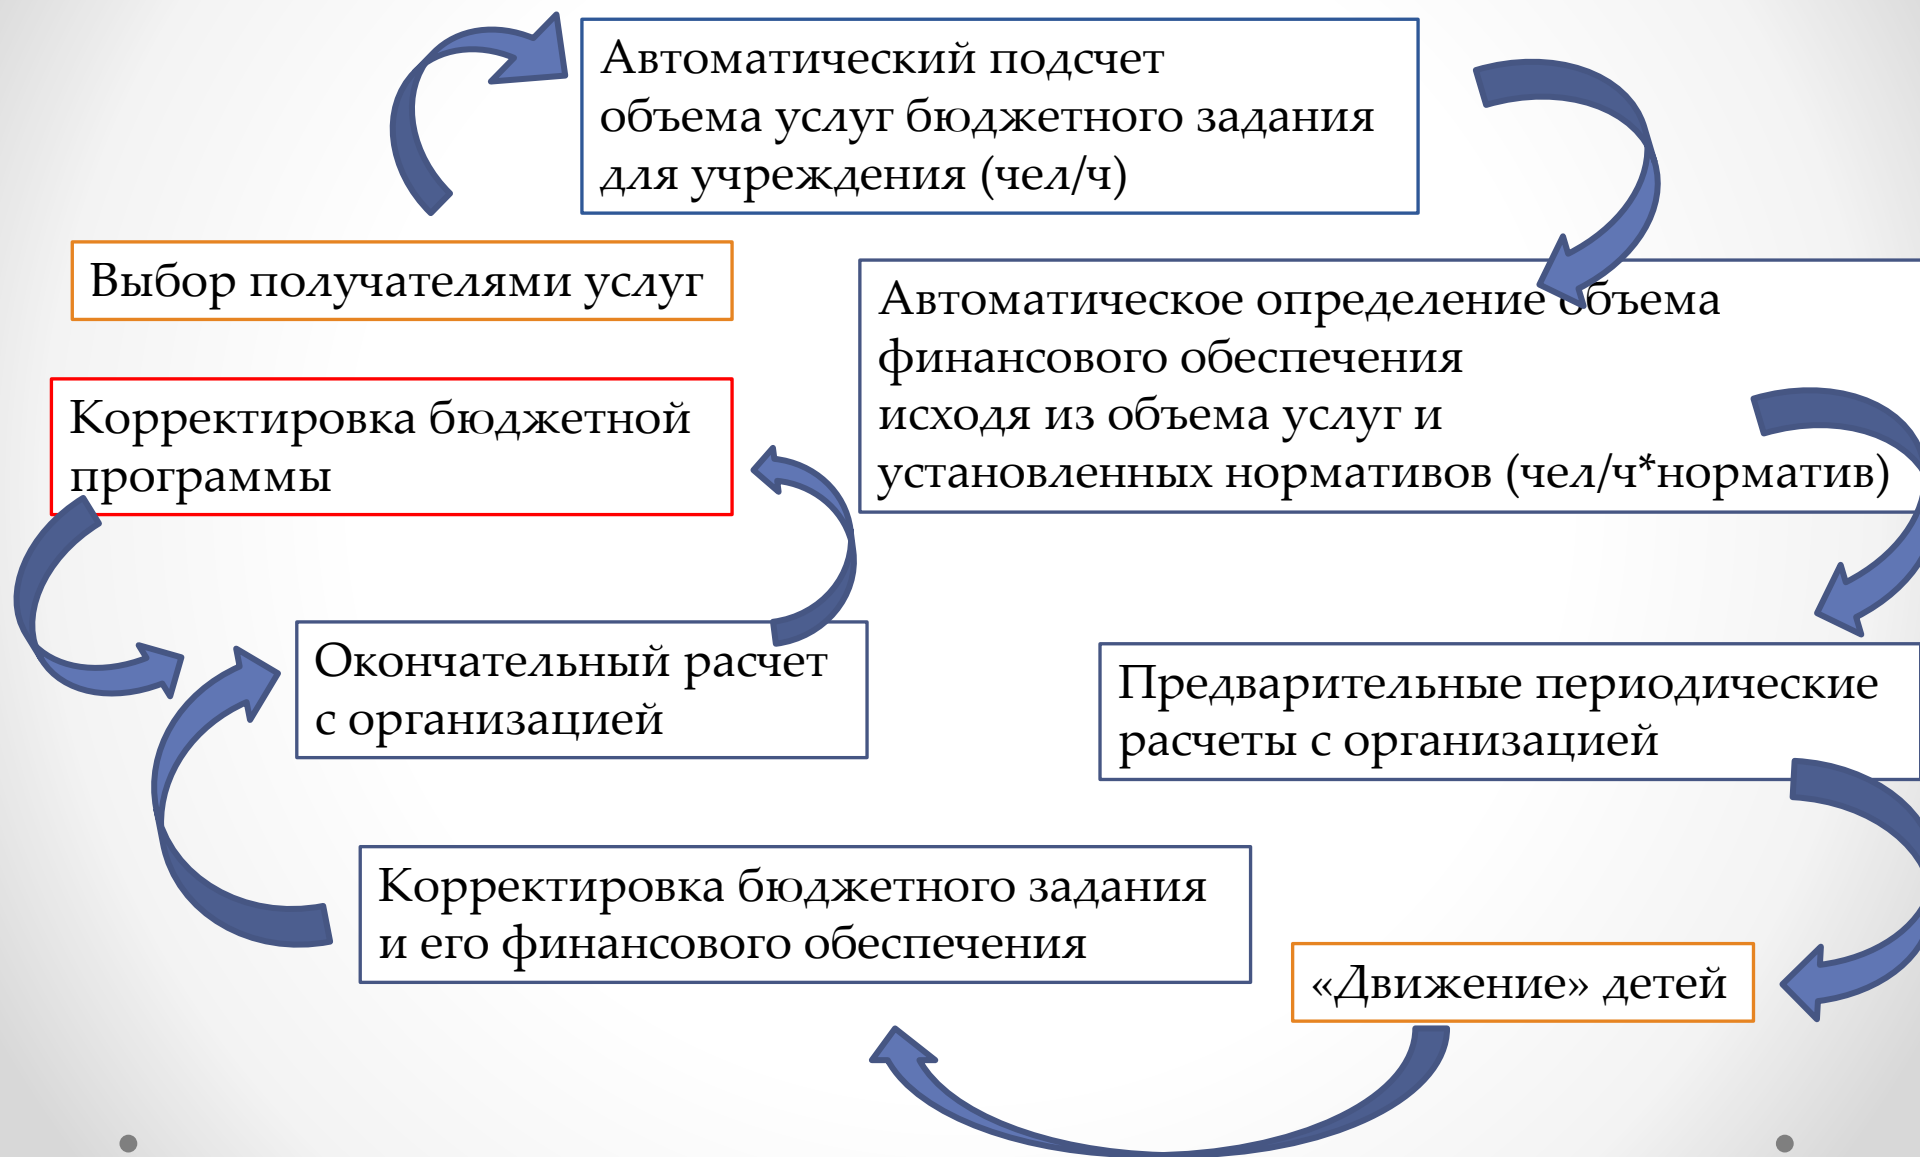 Автоматический подсчет
объема услуг бюджетного задания
для учреждения (чел/ч)
Выбор получателями услуг
Автоматическое определение объема
финансового обеспечения
исходя из объема услуг и
установленных нормативов (чел/ч*норматив)
Корректировка бюджетной
программы
Окончательный расчет
с организацией
Предварительные периодические
расчеты с организацией
Корректировка бюджетного задания
и его финансового обеспечения
«Движение» детей